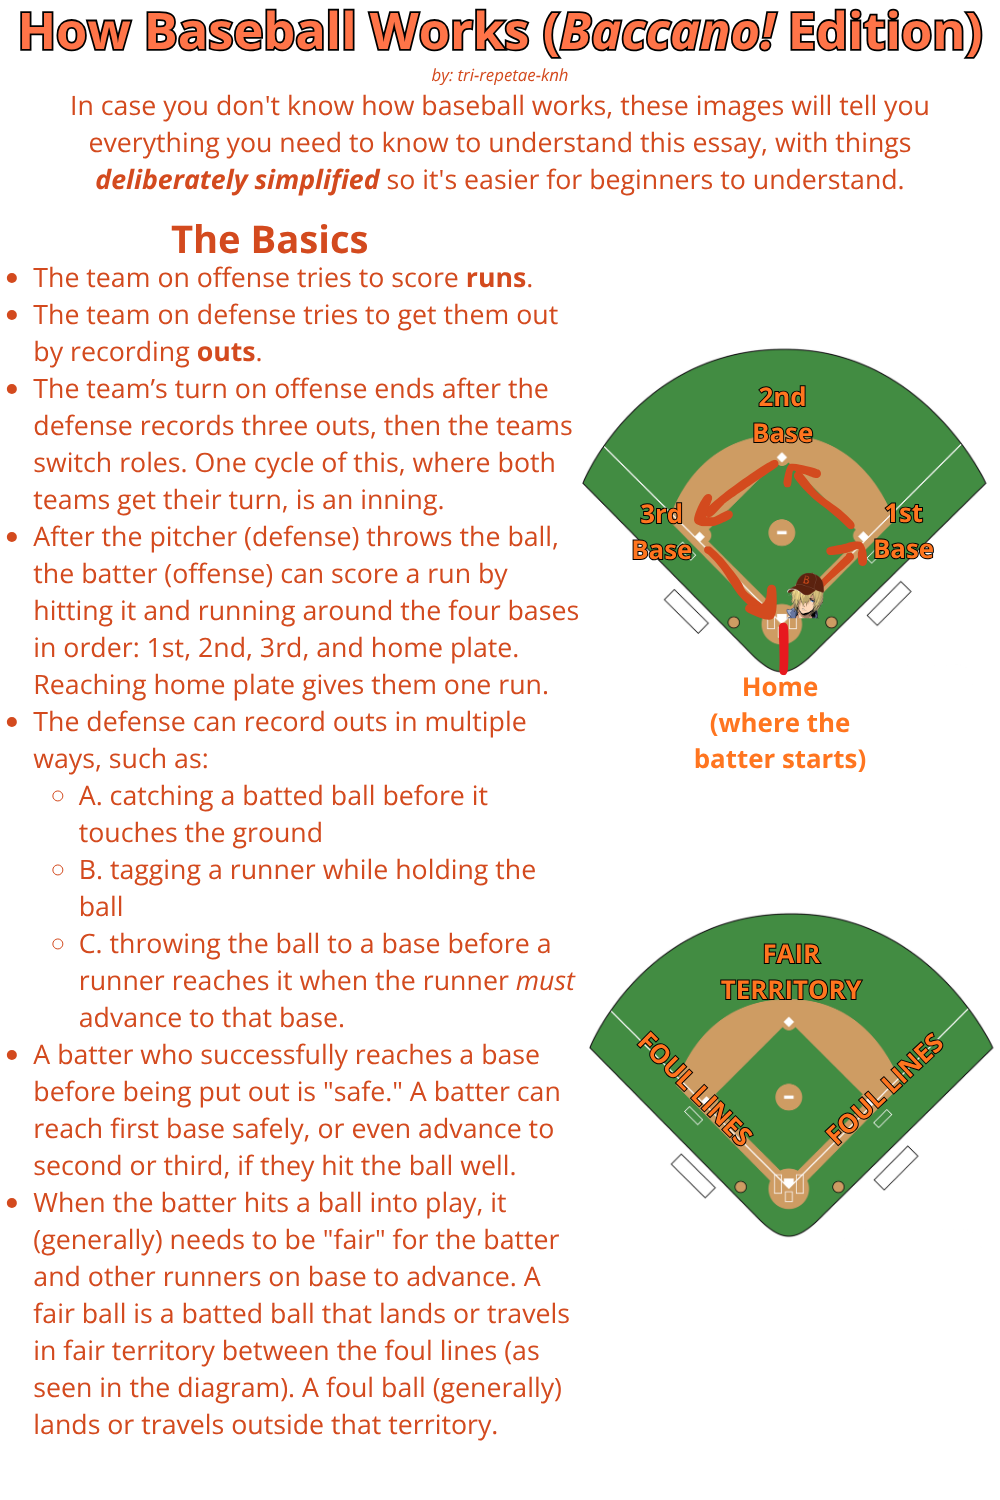 How Baseball Works (Baccano! Edition)
by: tri-repetae-knh
In case you don't know how baseball works, these images will tell you
everything you need to know to understand this essay, with things
deliberately simplified so it's easier for beginners to understand.
The Basics
The team on offense tries to score runs.
The team on defense tries to get them out
by recording outs.
The team’s turn on offense ends after the
defense records three outs, then the teams
switch roles. One cycle of this, where both
teams get their turn, is an inning.
After the pitcher (defense) throws the ball,
the batter (offense) can score a run by
hitting it and running around the four bases
in order: 1st, 2nd, 3rd, and home plate.
Reaching home plate gives them one run.
The defense can record outs in multiple
ways, such as:
A. catching a batted ball before it
touches the ground
B. tagging a runner while holding the
ball
C. throwing the ball to a base before a
runner reaches it when the runner must
advance to that base.
A batter who successfully reaches a base
before being put out is "safe." A batter can
reach first base safely, or even advance to
second or third, if they hit the ball well.
When the batter hits a ball into play, it
(generally) needs to be "fair" for the batter
and other runners on base to advance. A
fair ball is a batted ball that lands or travels
in fair territory between the foul lines (as
seen in the diagram). A foul ball (generally)
lands or travels outside that territory.
2nd
Base
3rd
Base
1st
Base
B
Home
(where the
batter starts)
FAIR
TERRITORY
FOUL LINES
FOUL LINES